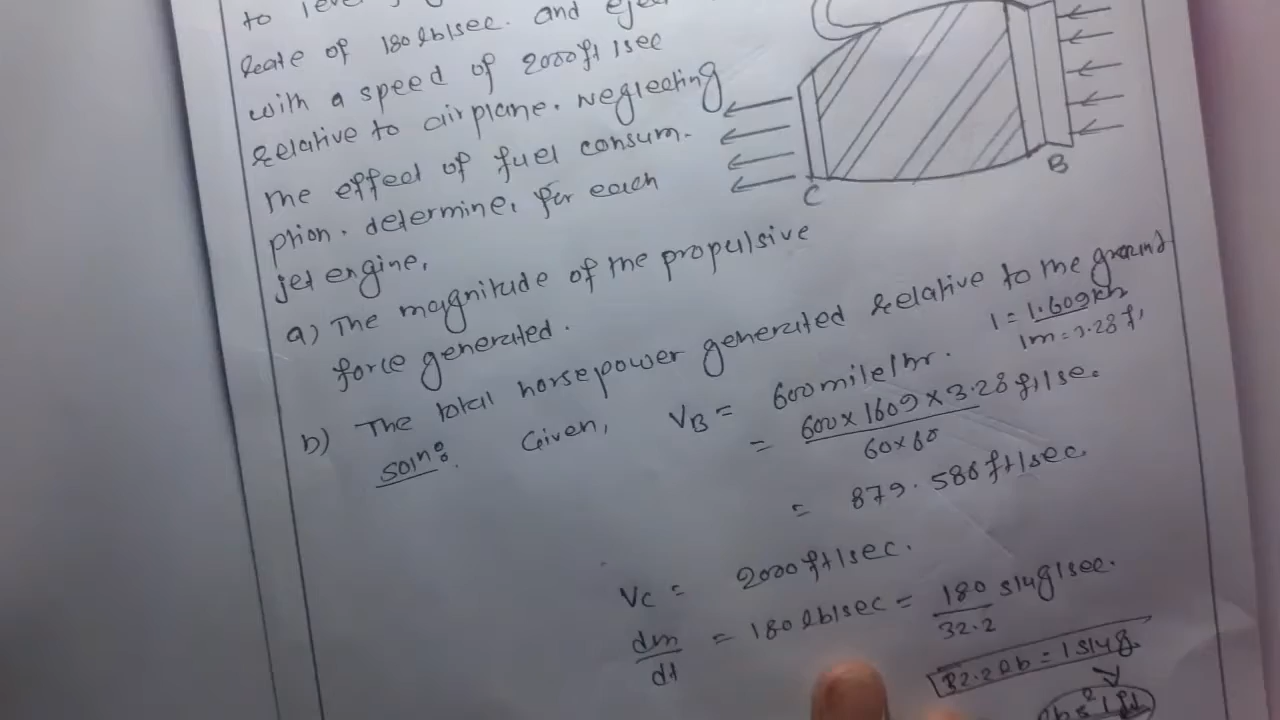 to
Rate of 180 lb/sec. and
with a speed of 2000 ft/sec
Relative to airplane. Neglecting
the effect of fuel consum-
ption. determine, for each
jet engine,
a) The magnitude of the propulsive
force generated.
b) The total horsepower generated relative to the ground
C
B
1 = 1.609 km
1m = 3.28 ft
Soln:
Given, VB = 600 mile/hr.
= 600 × 1609 × 3.28 ft/sec.
60×60
= 879.586 ft/sec.
Vc = 2000 ft/sec.
dm/dt = 180 lb/sec = 180/32.2 slug/sec.
32.2 lb = 1 slug
lb s²/ft